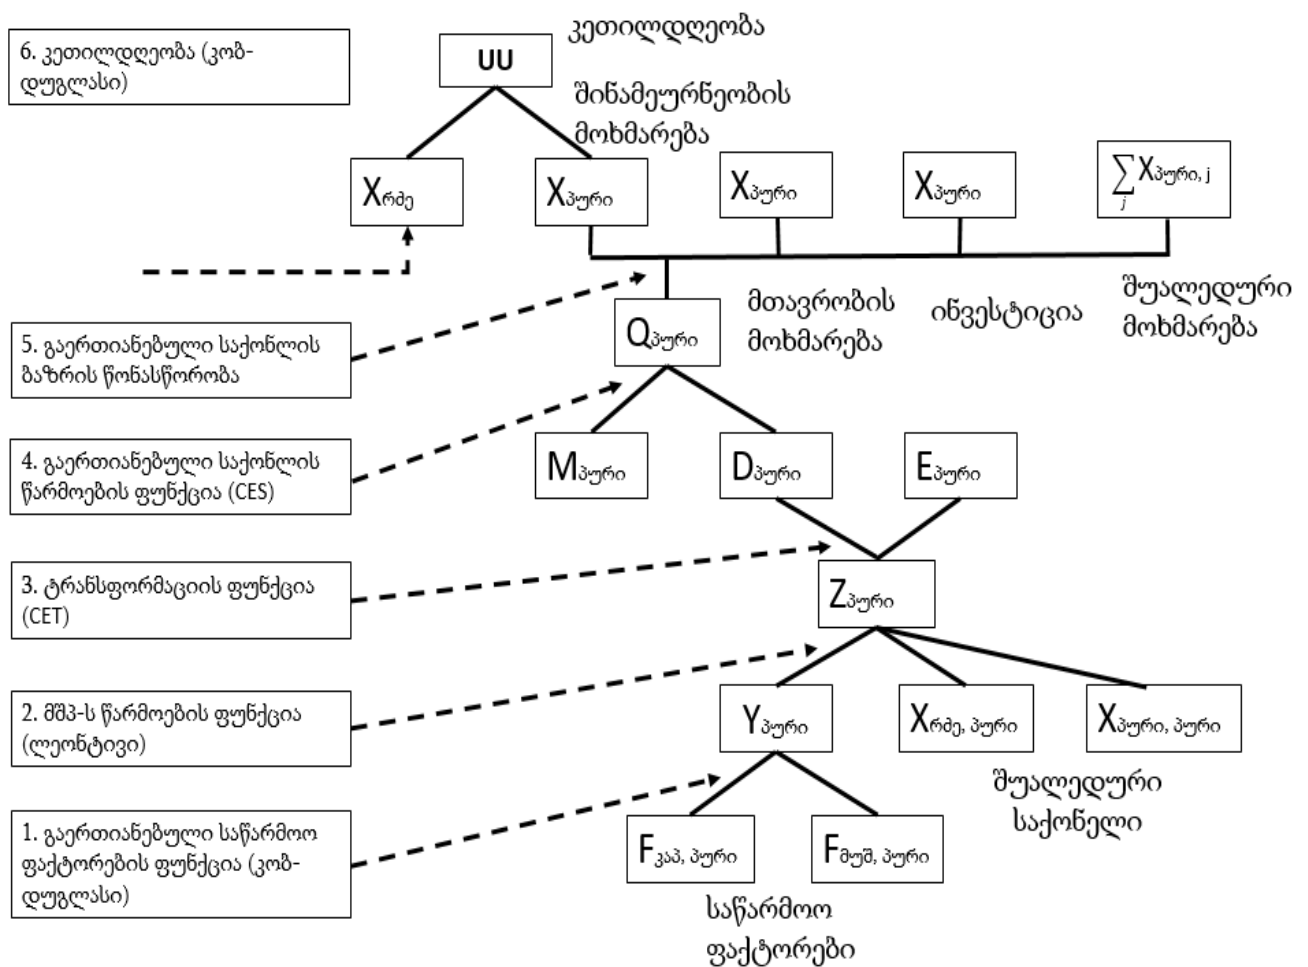 კეთილდღეობა
6. კეთილდღეობა (კობ-
დუგლასი)
UU
შინამეურნეობის
მოხმარება
Xრძე
Xპური
Xპური
Xპური
∑j Xპური, j
მთავრობის
მოხმარება
ინვესტიცია
შუალედური
მოხმარება
5. გაერთიანებული საქონლის
ბაზრის წონასწორობა
Qპური
4. გაერთიანებული საქონლის
წარმოების ფუნქცია (CES)
Mპური
Dპური
Eპური
3. ტრანსფორმაციის ფუნქცია
(CET)
Zპური
2. მშპ-ს წარმოების ფუნქცია
(ლეონტივი)
Yპური
Xრძე, პური
Xპური, პური
შუალედური
საქონელი
1. გაერთიანებული საწარმოო
ფაქტორების ფუნქცია (კობ-
დუგლასი)
Fკაპ, პური
Fმუშ, პური
საწარმოო
ფაქტორები